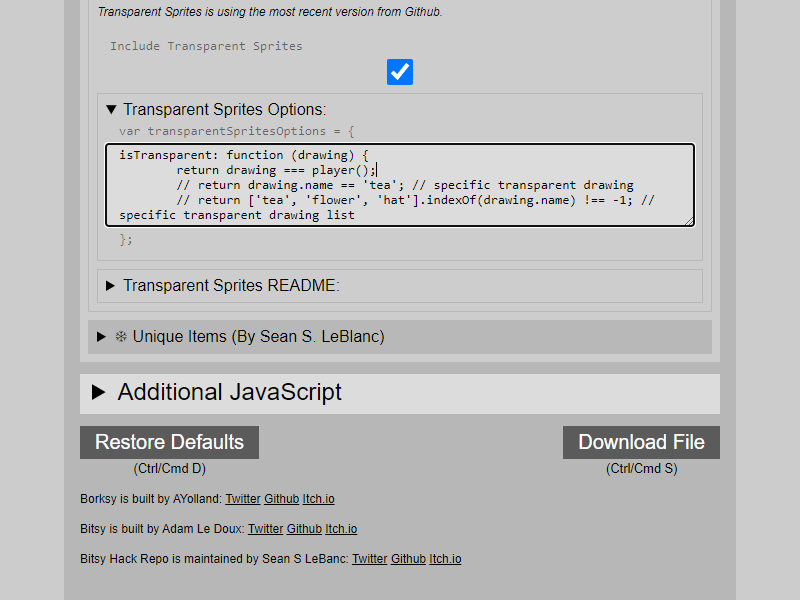 Transparent Sprites is using the most recent version from Github.
Include Transparent Sprites
▼ Transparent Sprites Options:
var transparentSpritesOptions = {
isTransparent: function (drawing) {
return drawing === player();
// return drawing.name == 'tea'; // specific transparent drawing
// return ['tea', 'flower', 'hat'].indexOf(drawing.name) !== -1; //
specific transparent drawing list
};
▶ Transparent Sprites README:
▶ ❄ Unique Items (By Sean S. LeBlanc)
▶ Additional JavaScript
Restore Defaults Download File
(Ctrl/Cmd D) (Ctrl/Cmd S)
Borksy is built by AYolland: Twitter Github Itch.io
Bitsy is built by Adam Le Doux: Twitter Github Itch.io
Bitsy Hack Repo is maintained by Sean S LeBanc: Twitter Github Itch.io